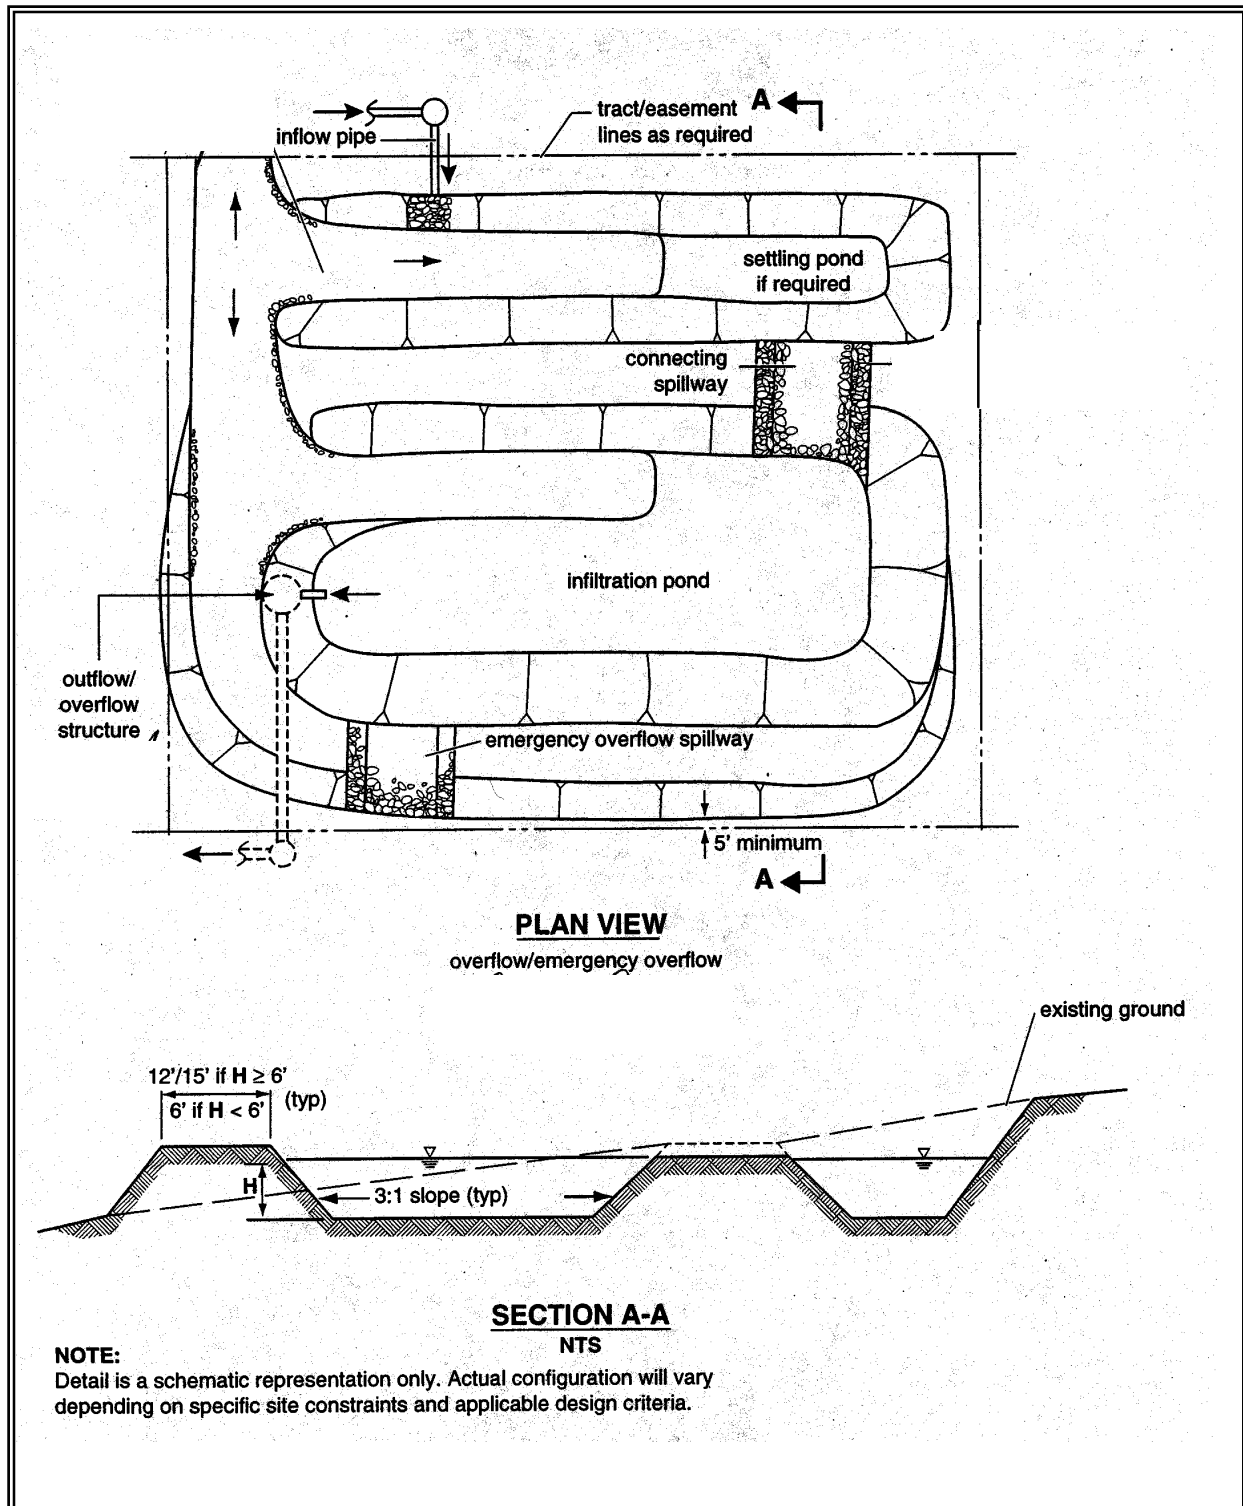 A
tract/easement
lines as required
inflow pipe
settling pond
if required
connecting
spillway
infiltration pond
outflow/
overflow
structure
emergency overflow spillway
5' minimum
A
PLAN VIEW
overflow/emergency overflow
existing ground
12'/15' if H ≥ 6'
6' if H < 6'
(typ)
H
3:1 slope (typ)
SECTION A-A
NTS
NOTE:
Detail is a schematic representation only. Actual configuration will vary
depending on specific site constraints and applicable design criteria.